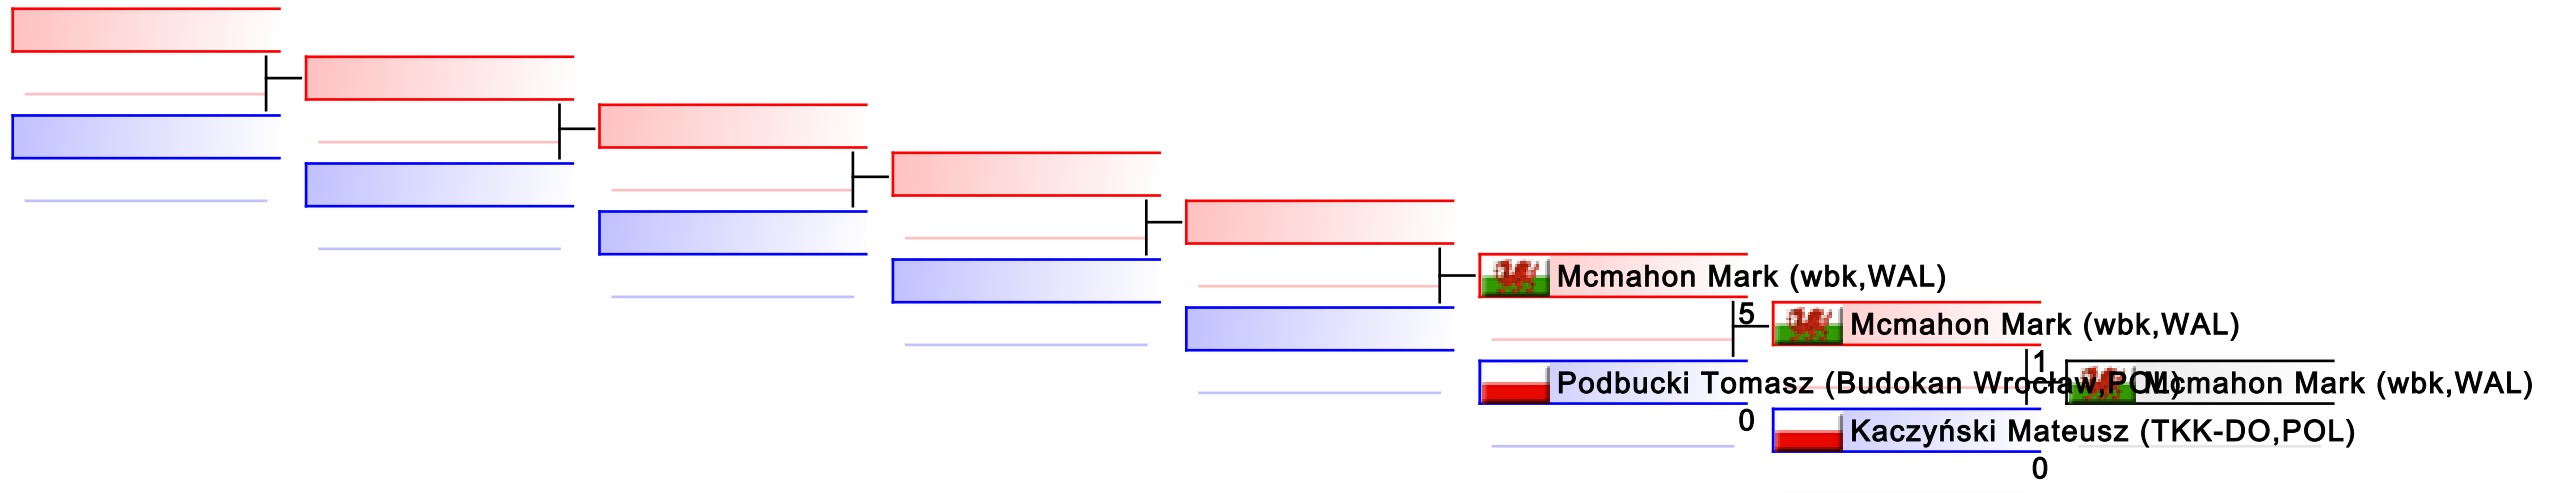 Mcmahon Mark (wbk,WAL)
5
Mcmahon Mark (wbk,WAL)
1
Podbucki Tomasz (Budokan Wrocław,POL)
Mcmahon Mark (wbk,WAL)
0
Kaczyński Mateusz (TKK-DO,POL)
0